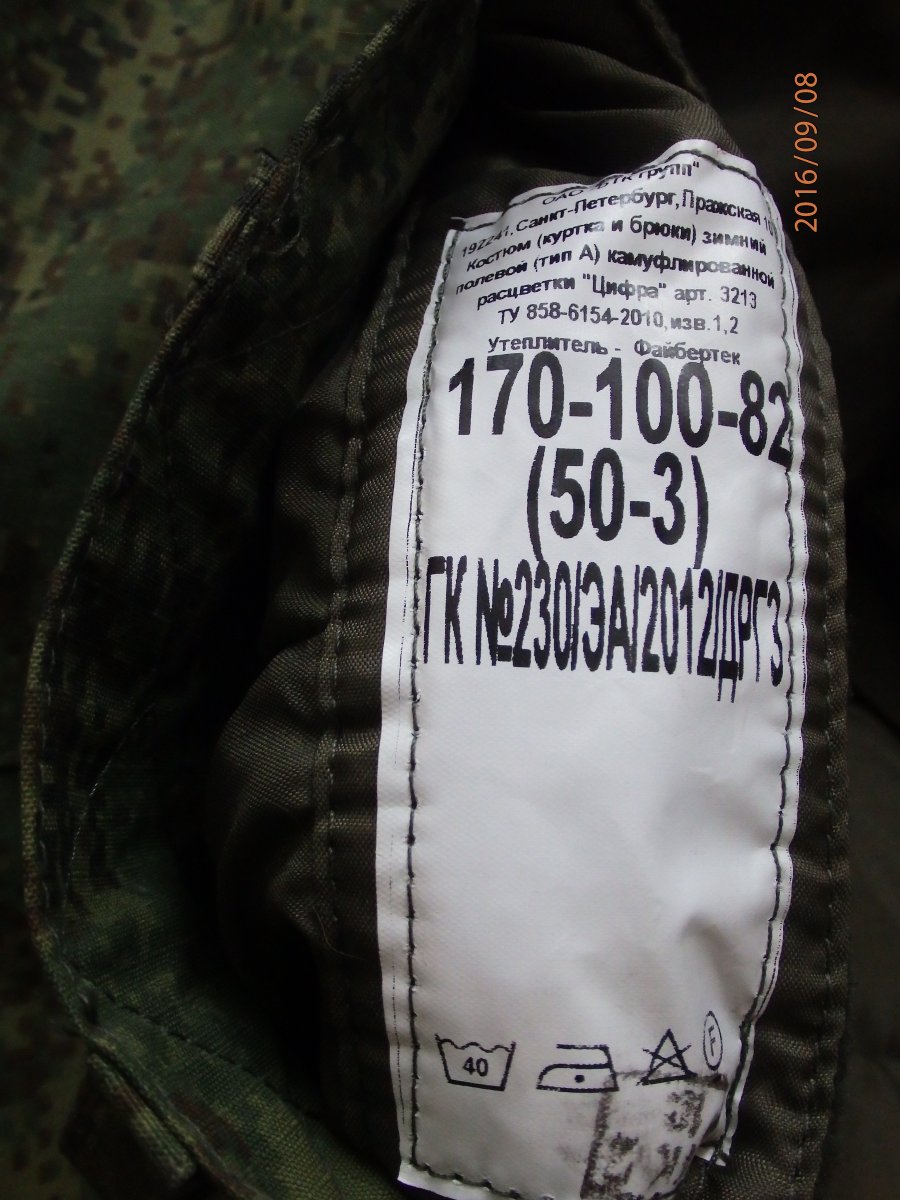 ОАО "БТК групп"
192241, Санкт-Петербург, Пражская 10
Костюм (куртка и брюки) зимний
полевой (тип А) камуфлированной
расцветки "Цифра" арт. 3213
ТУ 858-6154-2010, изв.1,2
Утеплитель - Файбертек
170-100-82
(50-3)
ГК №230/ЭА/2012/ДРГЗ
40
F
2016/09/08